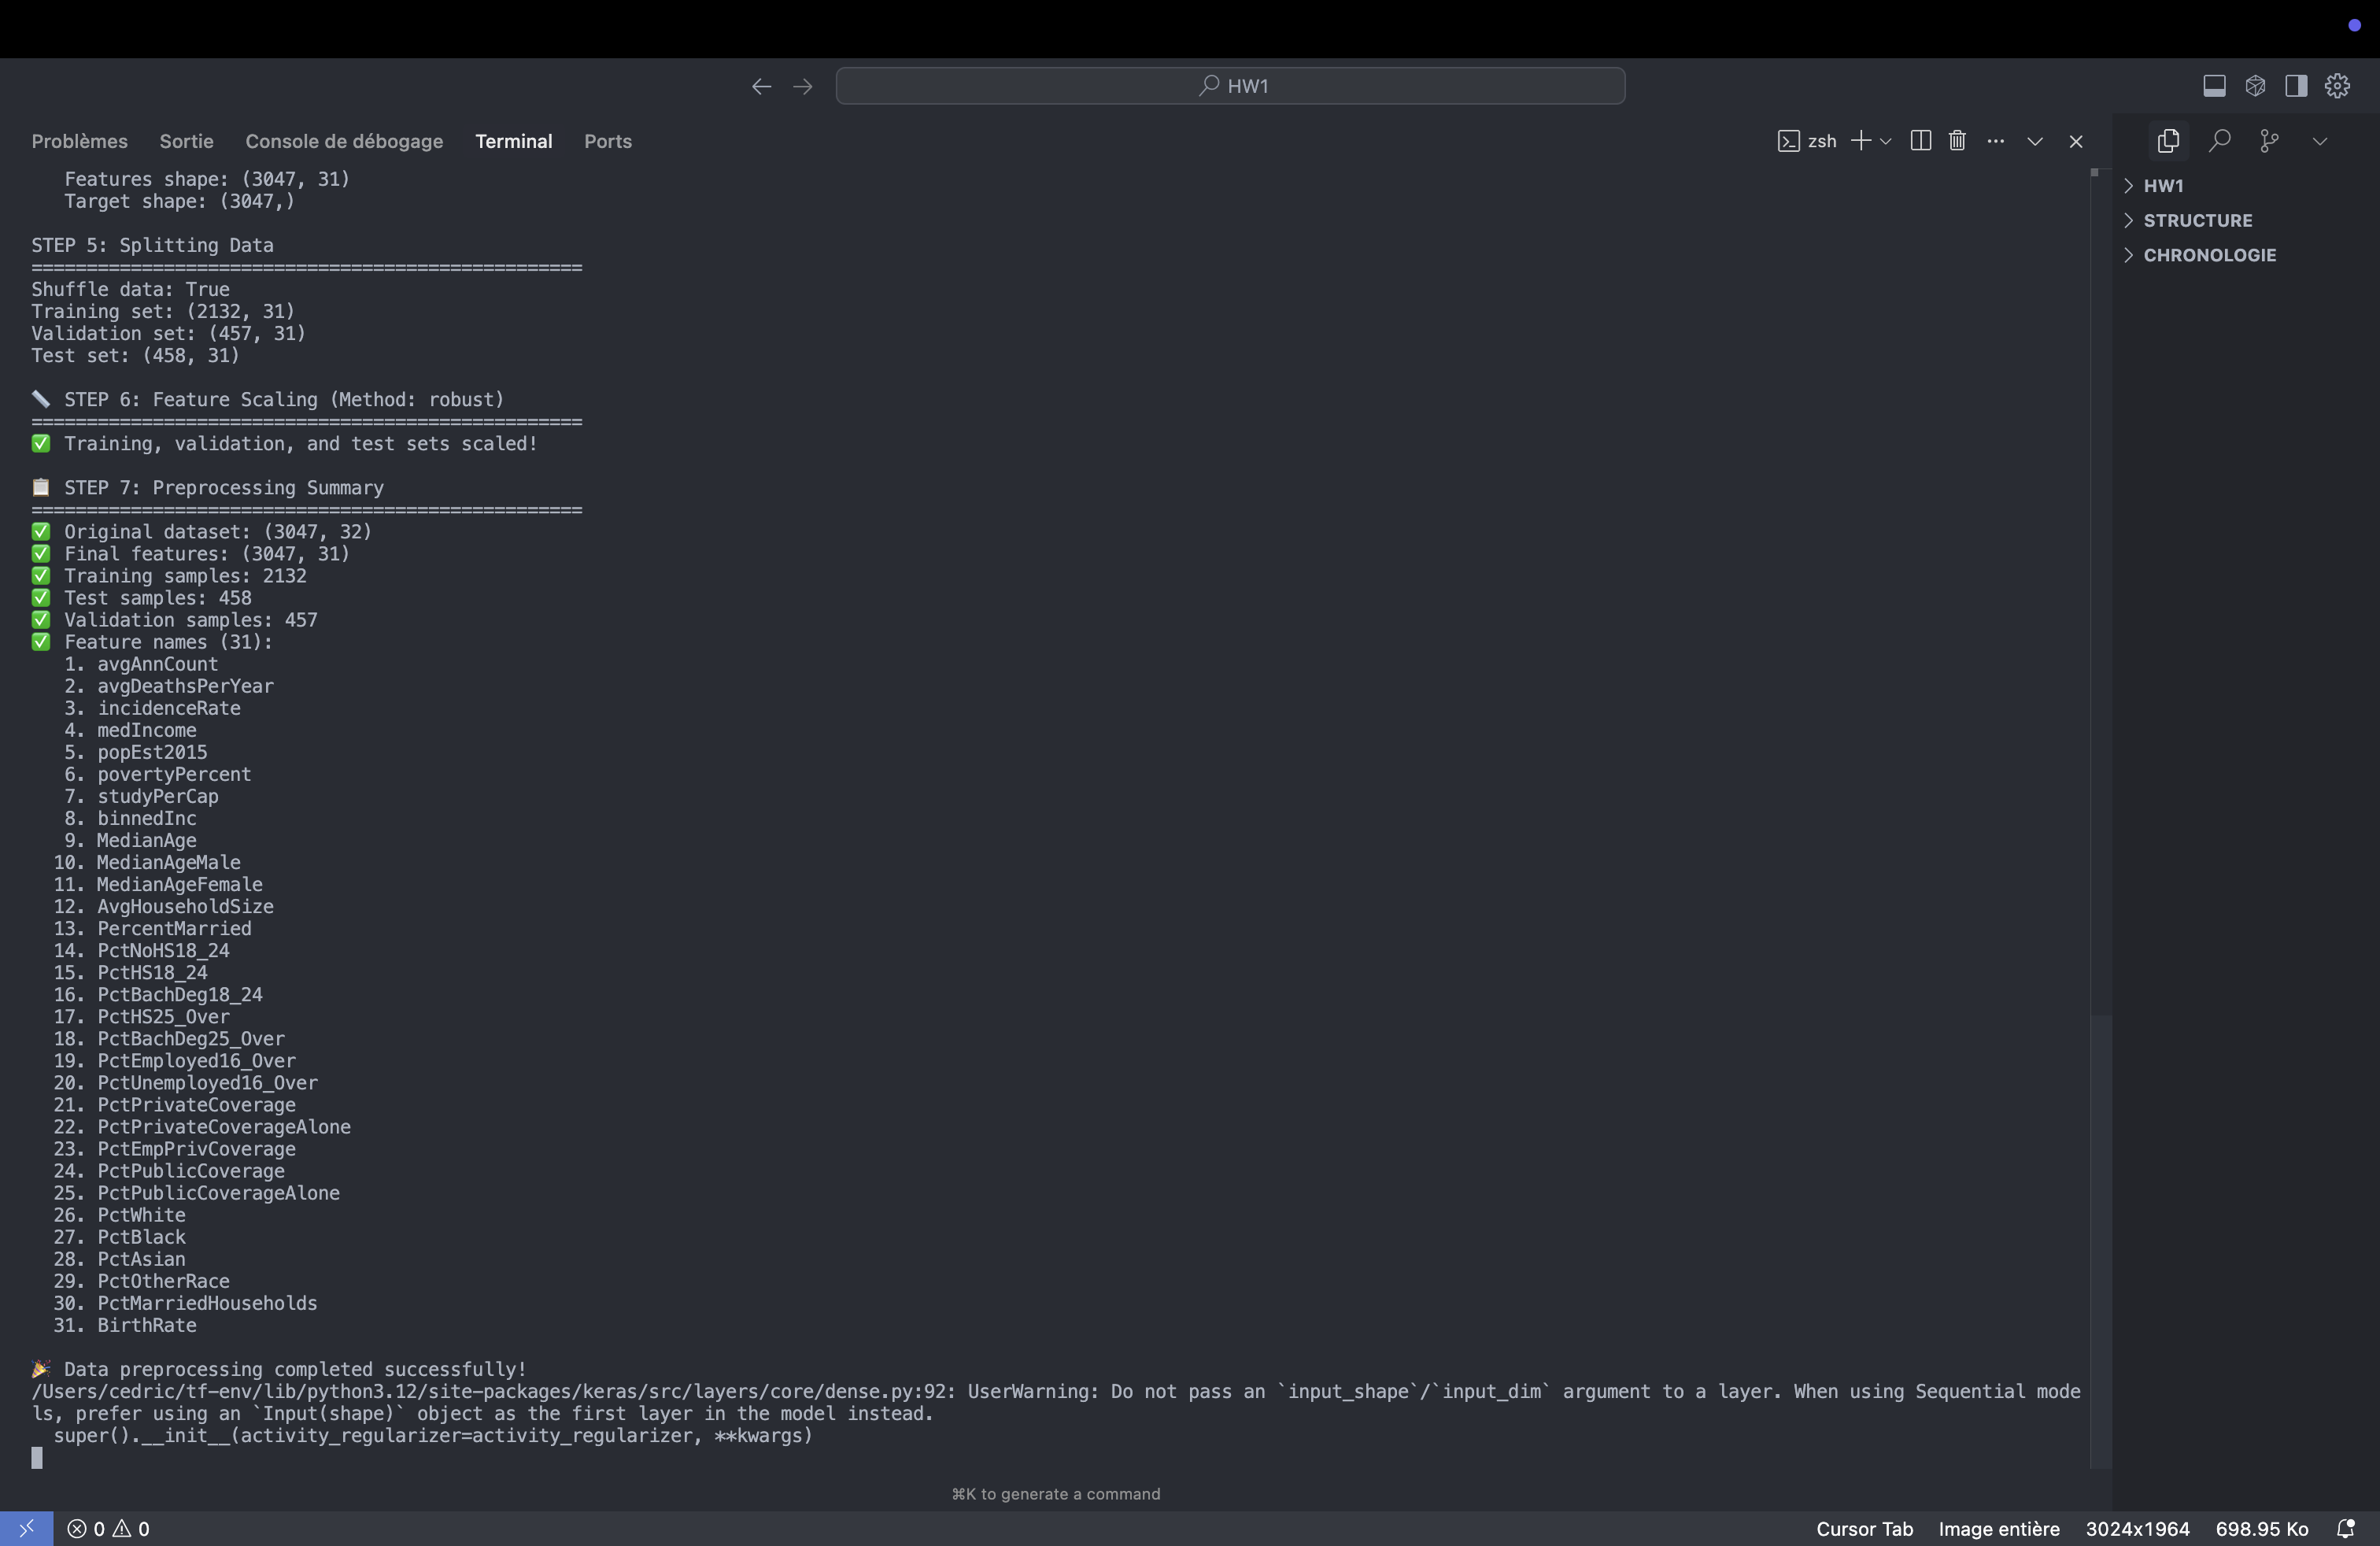 HW1
Problèmes Sortie Console de débogage Terminal Ports
zsh
Features shape: (3047, 31)
Target shape: (3047,)
STEP 5: Splitting Data
==================================================
Shuffle data: True
Training set: (2132, 31)
Validation set: (457, 31)
Test set: (458, 31)
STEP 6: Feature Scaling (Method: robust)
==================================================
✅ Training, validation, and test sets scaled!
📋 STEP 7: Preprocessing Summary
==================================================
✅ Original dataset: (3047, 32)
✅ Final features: (3047, 31)
✅ Training samples: 2132
✅ Test samples: 458
✅ Validation samples: 457
✅ Feature names (31):
1. avgAnnCount
2. avgDeathsPerYear
3. incidenceRate
4. medIncome
5. popEst2015
6. povertyPercent
7. studyPerCap
8. binnedInc
9. MedianAge
10. MedianAgeMale
11. MedianAgeFemale
12. AvgHouseholdSize
13. PercentMarried
14. PctNoHS18_24
15. PctHS18_24
16. PctBachDeg18_24
17. PctHS25_Over
18. PctBachDeg25_Over
19. PctEmployed16_Over
20. PctUnemployed16_Over
21. PctPrivateCoverage
22. PctPrivateCoverageAlone
23. PctEmpPrivCoverage
24. PctPublicCoverage
25. PctPublicCoverageAlone
26. PctWhite
27. PctBlack
28. PctAsian
29. PctOtherRace
30. PctMarriedHouseholds
31. BirthRate
🎉 Data preprocessing completed successfully!
/Users/cedric/tf-env/lib/python3.12/site-packages/keras/src/layers/core/dense.py:92: UserWarning: Do not pass an `input_shape`/`input_dim` argument to a layer. When using Sequential mode
ls, prefer using an `Input(shape)` object as the first layer in the model instead.
super().__init__(activity_regularizer=activity_regularizer, **kwargs)
⌘K to generate a command
HW1
STRUCTURE
CHRONOLOGIE
0 0
Cursor Tab Image entière 3024x1964 698.95 Ko